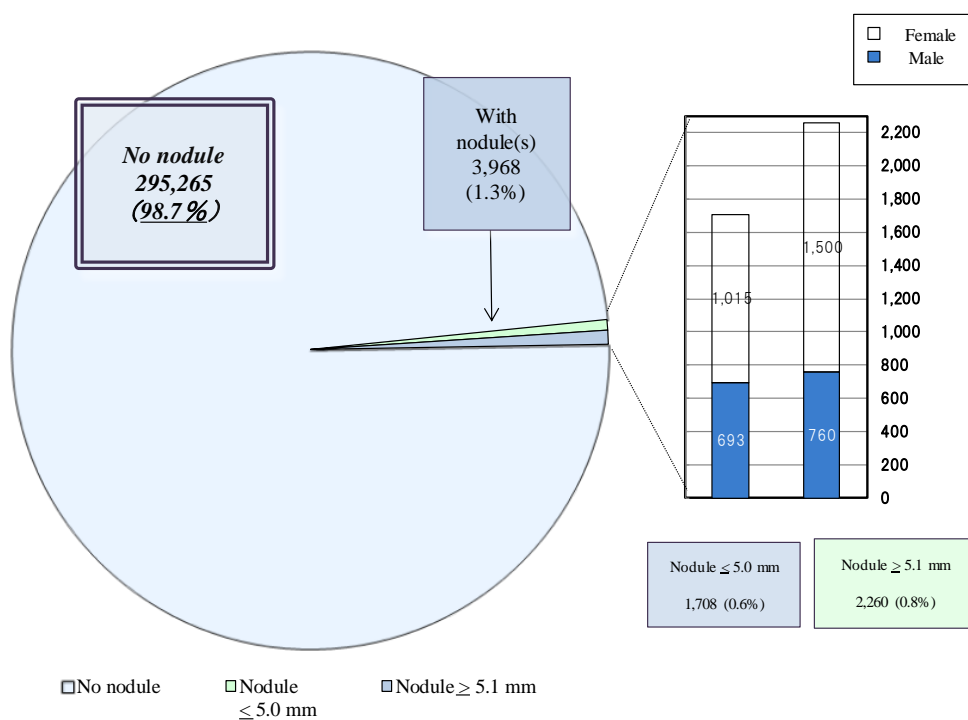 Female
Male
No nodule
295,265
(98.7%)
With
nodule(s)
3,968
(1.3%)
2,200
2,000
1,800
1,600
1,400
1,200
1,000
800
600
400
200
0
1,500
1,015
693
760
Nodule ≤ 5.0 mm
1,708 (0.6%)
Nodule ≥ 5.1 mm
2,260 (0.8%)
No nodule
Nodule
≤ 5.0 mm
Nodule ≥ 5.1 mm